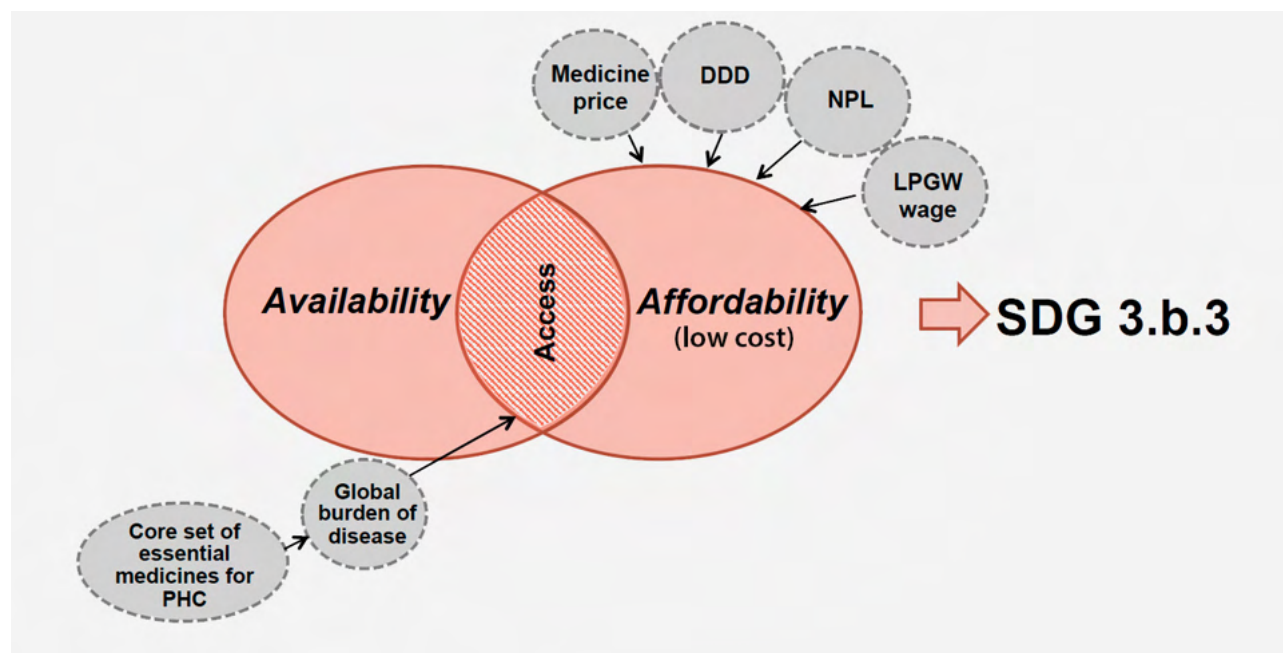 Medicine
price
DDD
NPL
LPGW
wage
Availability
Access
Affordability
(low cost)
SDG 3.b.3
Global
burden of
disease
Core set of
essential
medicines for
PHC